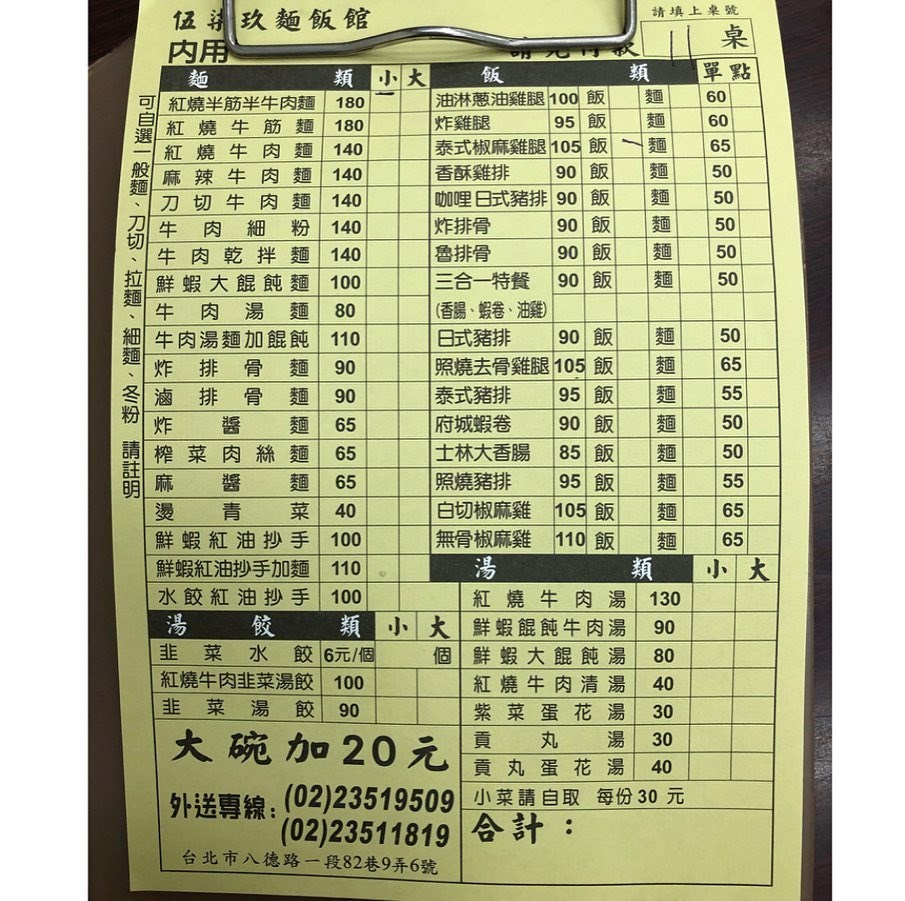 伍柒玖麵飯館
請填上桌號
內用
請先付款
11 桌
麵 類 小 大
紅燒半筋半牛肉麵 180
紅燒牛筋麵 180
紅燒牛肉麵 140
麻辣牛肉麵 140
刀切牛肉麵 140
牛肉細粉 140
牛肉乾拌麵 140
鮮蝦大餛飩麵 100
牛肉湯麵 80
牛肉湯麵加餛飩 110
炸排骨麵 90
滷排骨麵 90
炸醬麵 65
榨菜肉絲麵 65
麻醬麵 65
燙青菜 40
鮮蝦紅油抄手 100
鮮蝦紅油抄手加麵 110
水餃紅油抄手 100
可自選一般麵、刀切、拉麵、細麵、冬粉 請註明
湯餃類 小 大
韭菜水餃 6元/個 個
紅燒牛肉韭菜湯餃 100
韭菜湯餃 90
大碗加20元
外送專線:(02)23519509
(02)23511819
台北市八德路一段82巷9弄6號
飯 類 單點
油淋蔥油雞腿 100 飯 麵 60
炸雞腿 95 飯 麵 60
泰式椒麻雞腿 105 飯 麵 65
香酥雞排 90 飯 麵 50
咖哩日式豬排 90 飯 麵 50
炸排骨 90 飯 麵 50
魯排骨 90 飯 麵 50
三合一特餐 90 飯 麵 50
(香腸、蝦卷、油雞)
日式豬排 90 飯 麵 50
照燒去骨雞腿 105 飯 麵 65
泰式豬排 95 飯 麵 55
府城蝦卷 90 飯 麵 50
士林大香腸 85 飯 麵 50
照燒豬排 95 飯 麵 55
白切椒麻雞 105 飯 麵 65
無骨椒麻雞 110 飯 麵 65
湯 類 小 大
紅燒牛肉湯 130
鮮蝦餛飩牛肉湯 90
鮮蝦大餛飩湯 80
紅燒牛肉清湯 40
紫菜蛋花湯 30
貢丸湯 30
貢丸蛋花湯 40
小菜請自取 每份30元
合計：